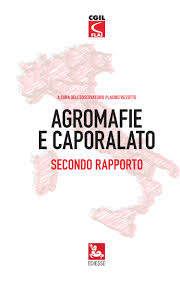 CGIL
FLAI
A CURA DELL'OSSERVATORIO PLACIDO RIZZOTTO
AGROMAFIE
E CAPORALATO
SECONDO RAPPORTO
EDIESSE